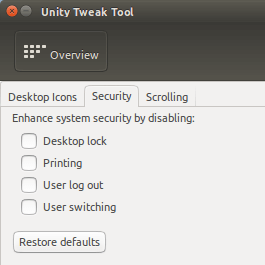 Unity Tweak Tool
Overview
Desktop Icons Security Scrolling
Enhance system security by disabling:
Desktop lock
Printing
User log out
User switching
Restore defaults